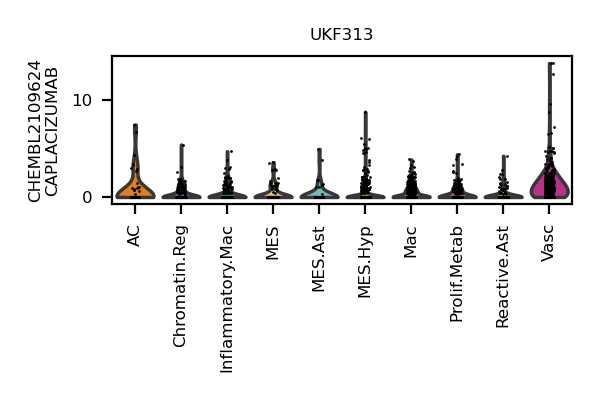 UKF313
CHEMBL2109624
CAPLACIZUMAB
10
0
AC
Chromatin.Reg
Inflammatory.Mac
MES
MES.Ast
MES.Hyp
Mac
Prolif.Metab
Reactive.Ast
Vasc